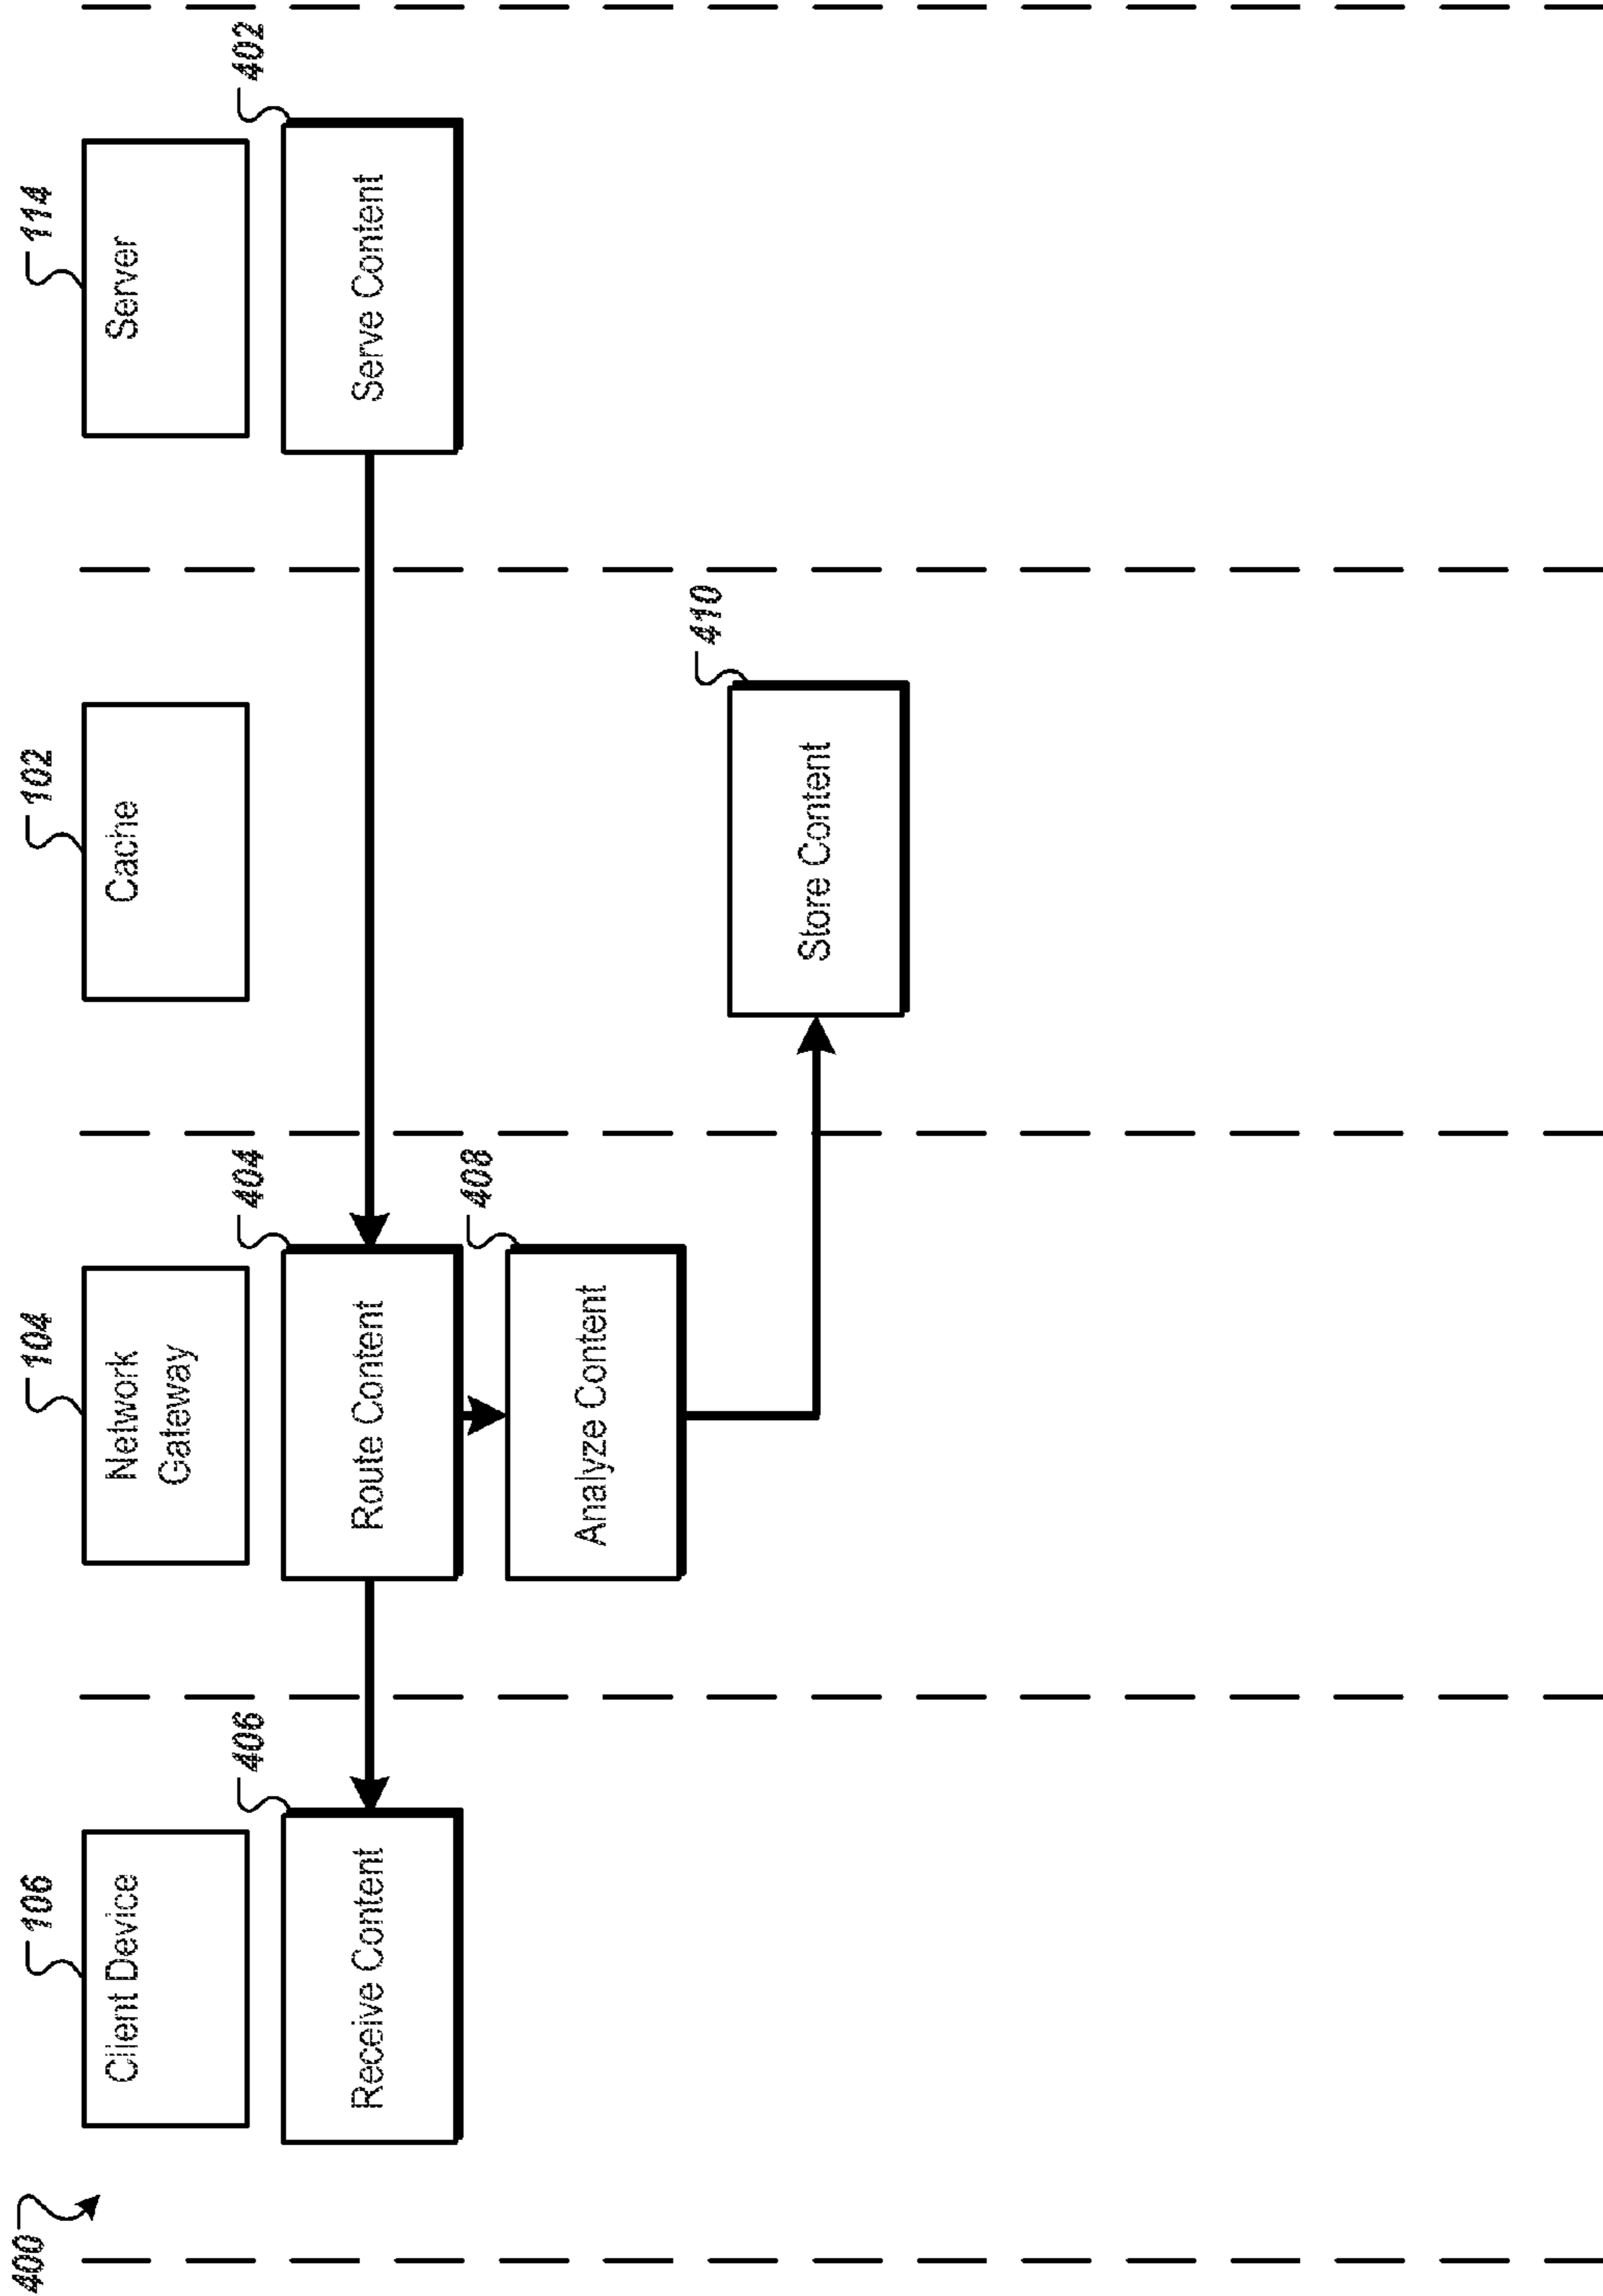 400
106
104
102
114
Client Device
Network
Gateway
Cache
Server
406
404
402
Receive Content
Route Content
Serve Content
408
Analyze Content
410
Store Content